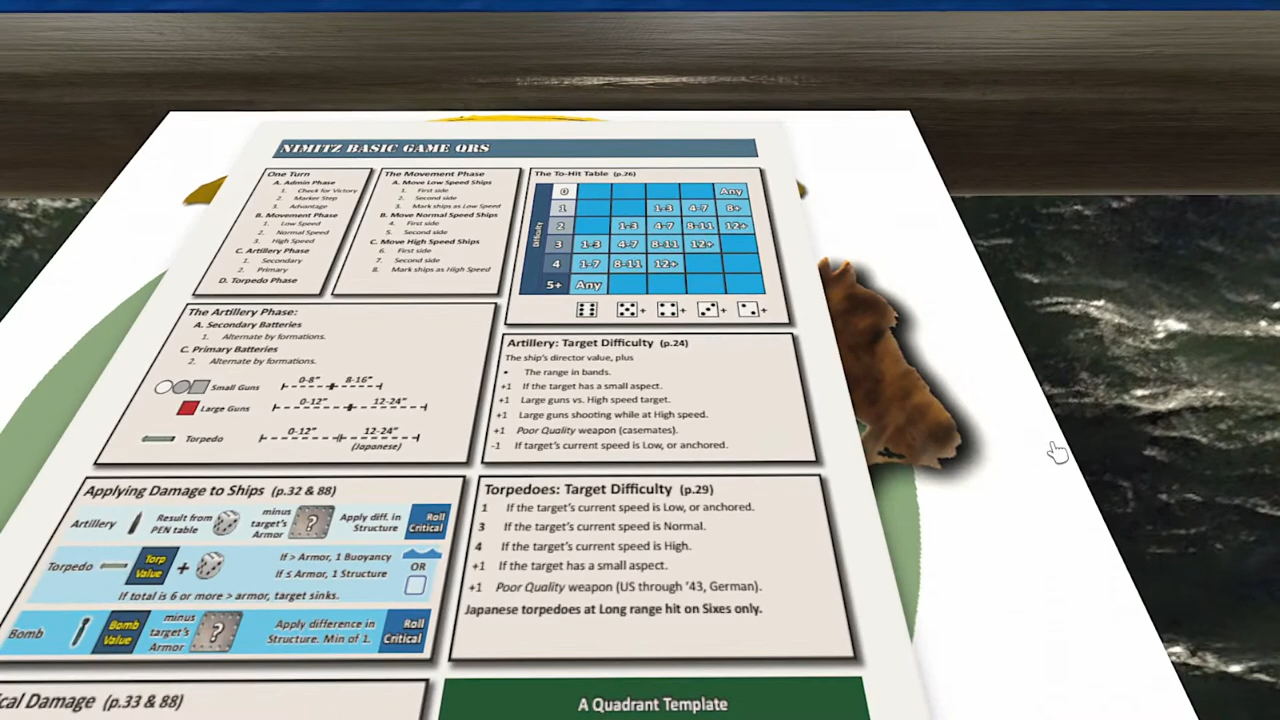 NIMITZ BASIC GAME QRS
One Turn
A. Admin Phase
1. Check for Victory
2. Marker Step
3. Advantage
B. Movement Phase
1. Low Speed
2. Normal Speed
3. High Speed
C. Artillery Phase
1. Secondary
2. Primary
D. Torpedo Phase
The Movement Phase
A. Move Low Speed Ships
1. First side
2. Second side
3. Mark ships as Low Speed
B. Move Normal Speed Ships
4. First side
5. Second side
C. Move High Speed Ships
6. First side
7. Second side
8. Mark ships as High Speed
The To-Hit Table (p.26)
Difficulty
0 Any
1 1-3 4-7 8+
2 1-3 4-7 8-11 12+
3 1-3 4-7 8-11 12+
4 1-7 8-11 12+
5+ Any
+ + + +
The Artillery Phase:
A. Secondary Batteries
1. Alternate by formations.
C. Primary Batteries
2. Alternate by formations.
Small Guns 0-8" 8-16"
Large Guns 0-12" 12-24"
Torpedo 0-12" 12-24"
(Japanese)
Artillery: Target Difficulty (p.24)
The ship's director value, plus
• The range in bands.
+1 If the target has a small aspect.
+1 Large guns vs. High speed target.
+1 Large guns shooting while at High speed.
+1 Poor Quality weapon (casemates).
-1 If target's current speed is Low, or anchored.
Applying Damage to Ships (p.32 & 88)
Artillery Result from PEN table minus target's Armor ? Apply diff. in Structure Roll Critical
Torpedo Torp Value + If > Armor, 1 Buoyancy
OR
If ≤ Armor, 1 Structure
If total is 6 or more > armor, target sinks.
Bomb Bomb Value minus target's Armor ? Apply difference in Structure. Min of 1. Roll Critical
Torpedoes: Target Difficulty (p.29)
1 If the target's current speed is Low, or anchored.
3 If the target's current speed is Normal.
4 If the target's current speed is High.
+1 If the target has a small aspect.
+1 Poor Quality weapon (US through '43, German).
Japanese torpedoes at Long range hit on Sixes only.
Damage (p.33 & 88)
A Quadrant Template